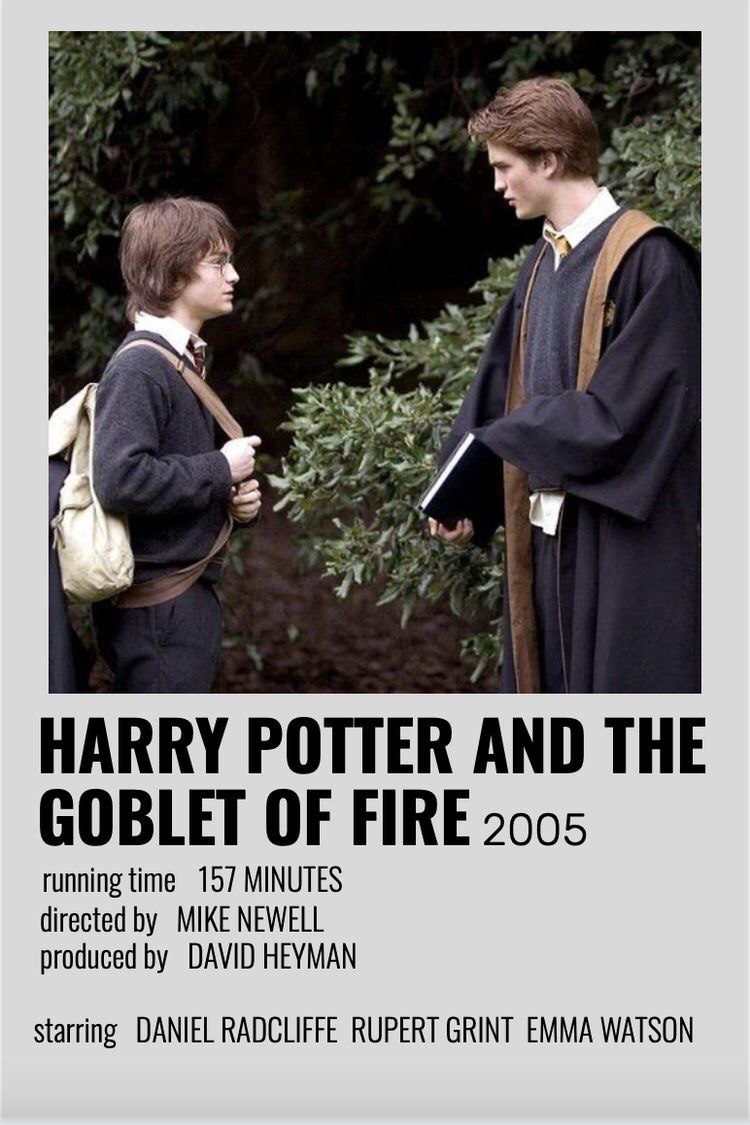 HARRY POTTER AND THE
GOBLET OF FIRE 2005
running time 157 MINUTES
directed by MIKE NEWELL
produced by DAVID HEYMAN
starring DANIEL RADCLIFFE RUPERT GRINT EMMA WATSON